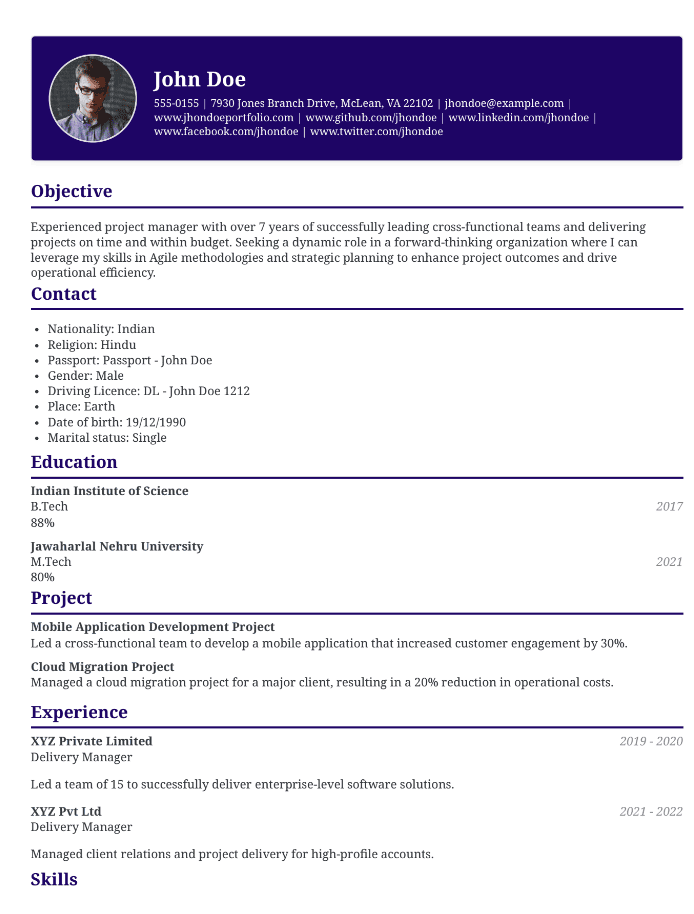 John Doe
555-0155 | 7930 Jones Branch Drive, McLean, VA 22102 | jhondoe@example.com |
www.jhondoeportfolio.com | www.github.com/jhondoe | www.linkedin.com/jhondoe |
www.facebook.com/jhondoe | www.twitter.com/jhondoe
Objective
Experienced project manager with over 7 years of successfully leading cross-functional teams and delivering
projects on time and within budget. Seeking a dynamic role in a forward-thinking organization where I can
leverage my skills in Agile methodologies and strategic planning to enhance project outcomes and drive
operational efficiency.
Contact
• Nationality: Indian
• Religion: Hindu
• Passport: Passport - John Doe
• Gender: Male
• Driving Licence: DL - John Doe 1212
• Place: Earth
• Date of birth: 19/12/1990
• Marital status: Single
Education
Indian Institute of Science
B.Tech 2017
88%
Jawaharlal Nehru University
M.Tech 2021
80%
Project
Mobile Application Development Project
Led a cross-functional team to develop a mobile application that increased customer engagement by 30%.
Cloud Migration Project
Managed a cloud migration project for a major client, resulting in a 20% reduction in operational costs.
Experience
XYZ Private Limited 2019 - 2020
Delivery Manager
Led a team of 15 to successfully deliver enterprise-level software solutions.
XYZ Pvt Ltd 2021 - 2022
Delivery Manager
Managed client relations and project delivery for high-profile accounts.
Skills